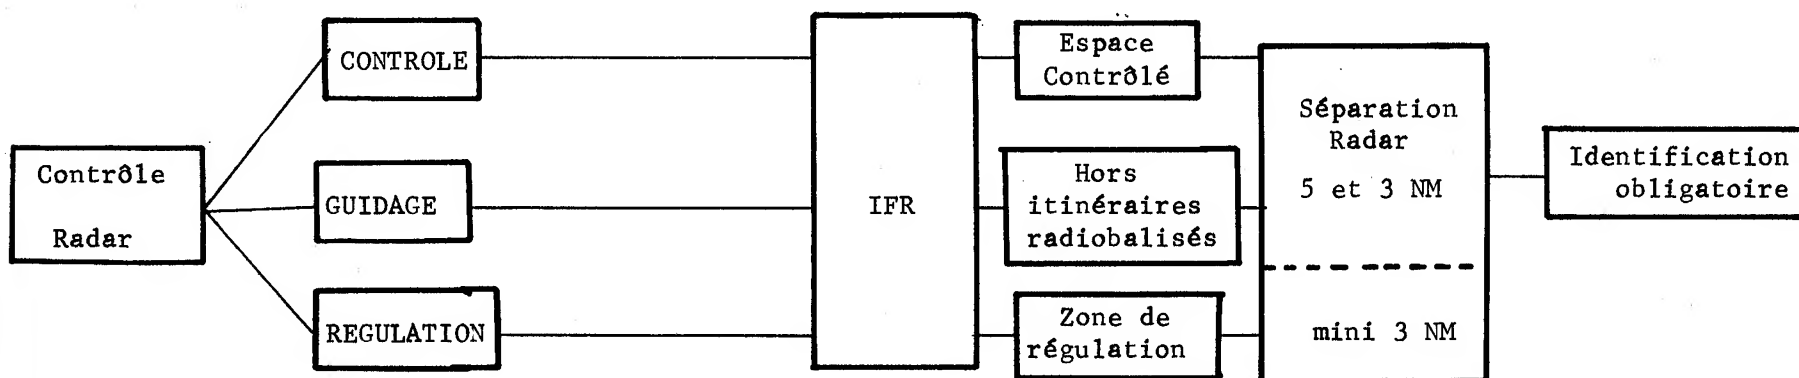 Contrôle
Radar
CONTROLE
GUIDAGE
REGULATION
IFR
Espace
Contrôlé
Hors
itinéraires
radiobalisés
Zone de
régulation
Séparation
Radar
5 et 3 NM
mini 3 NM
Identification
obligatoire